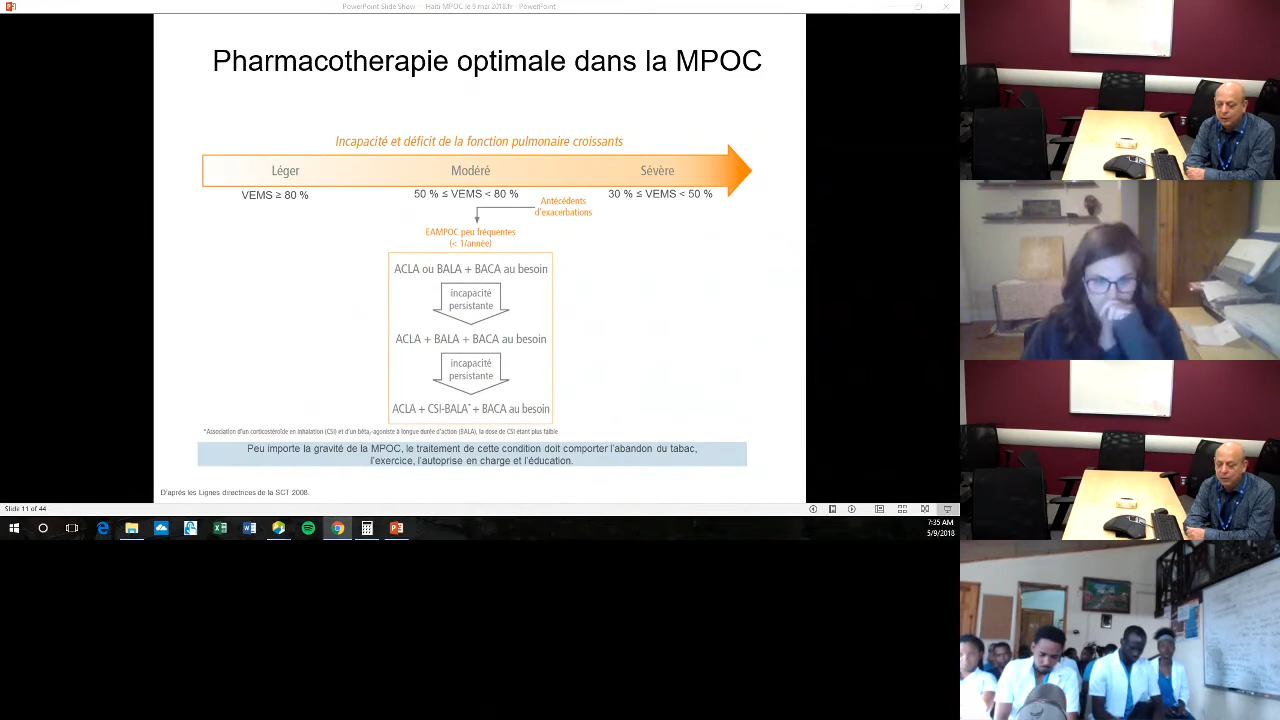 PowerPoint Slide Show - Haiti MPOC le 9 mai 2018.fr - PowerPoint
Pharmacotherapie optimale dans la MPOC
Incapacité et déficit de la fonction pulmonaire croissants
Léger
Modéré
Sévère
VEMS ≥ 80 %
50 % ≤ VEMS < 80 %
30 % ≤ VEMS < 50 %
Antécédents
d'exacerbations
EAMPOC peu fréquentes
(< 1/année)
ACLA ou BALA + BACA au besoin
incapacité
persistante
ACLA + BALA + BACA au besoin
incapacité
persistante
ACLA + CSI-BALA* + BACA au besoin
*Association d'un corticostéroïde en inhalation (CSI) et d'un bêta₂-agoniste à longue durée d'action (BALA), la dose de CSI étant plus faible
Peu importe la gravité de la MPOC, le traitement de cette condition doit comporter l'abandon du tabac,
l'exercice, l'autoprise en charge et l'éducation.
D'après les Lignes directrices de la SCT 2008.
Slide 11 of 44
7:35 AM
5/9/2018